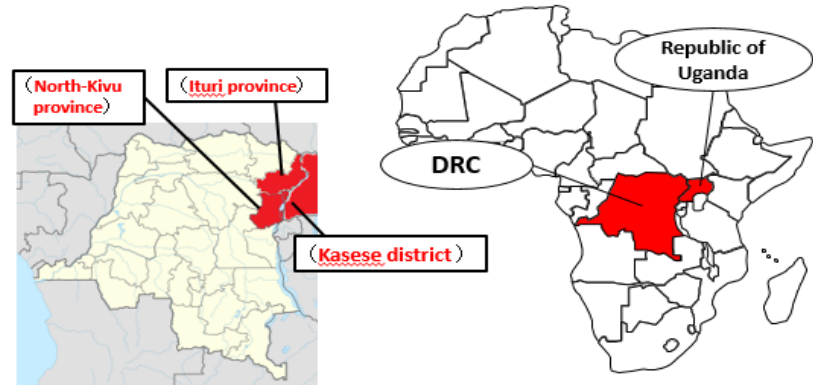 （North-Kivu
province）
（Ituri province）
（Kasese district）
Republic of
Uganda
DRC